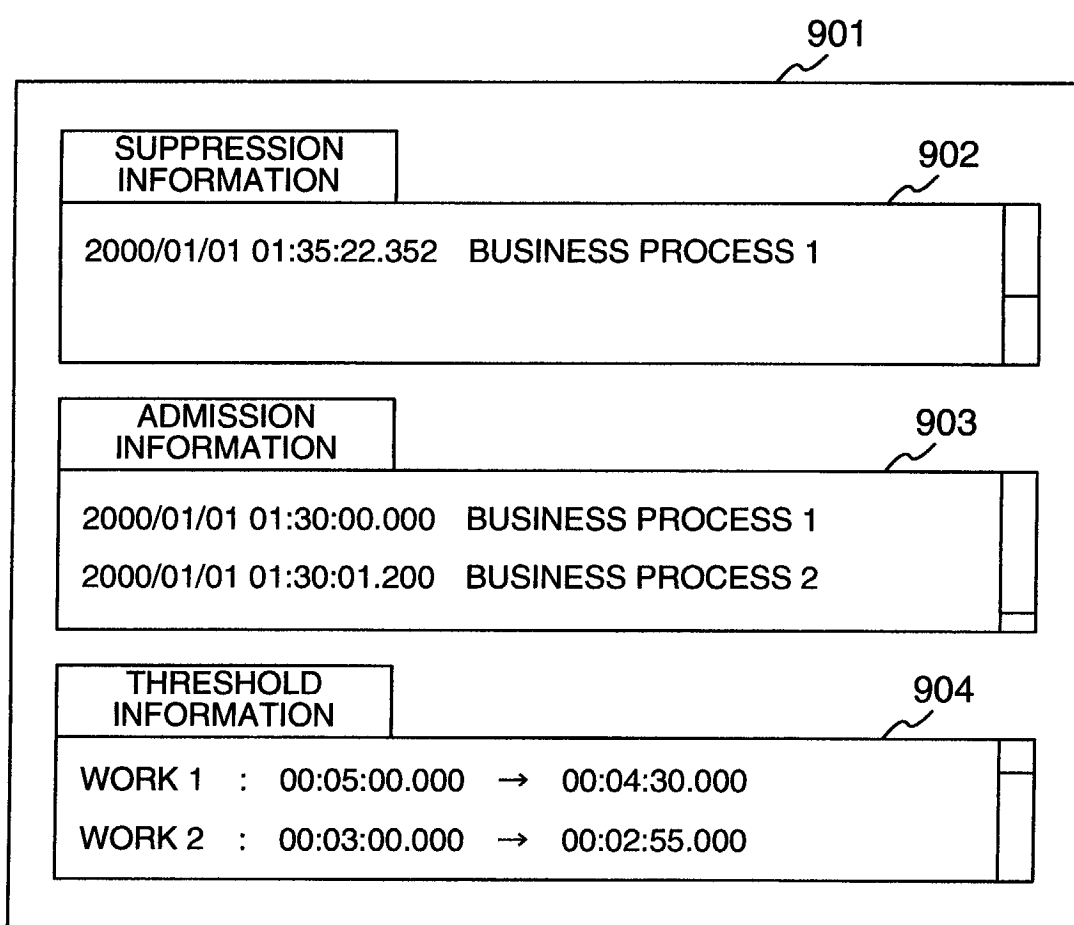 901
SUPPRESSION
INFORMATION
902
2000/01/01 01:35:22.352 BUSINESS PROCESS 1
ADMISSION
INFORMATION
903
2000/01/01 01:30:00.000 BUSINESS PROCESS 1
2000/01/01 01:30:01.200 BUSINESS PROCESS 2
THRESHOLD
INFORMATION
904
WORK 1 : 00:05:00.000 → 00:04:30.000
WORK 2 : 00:03:00.000 → 00:02:55.000